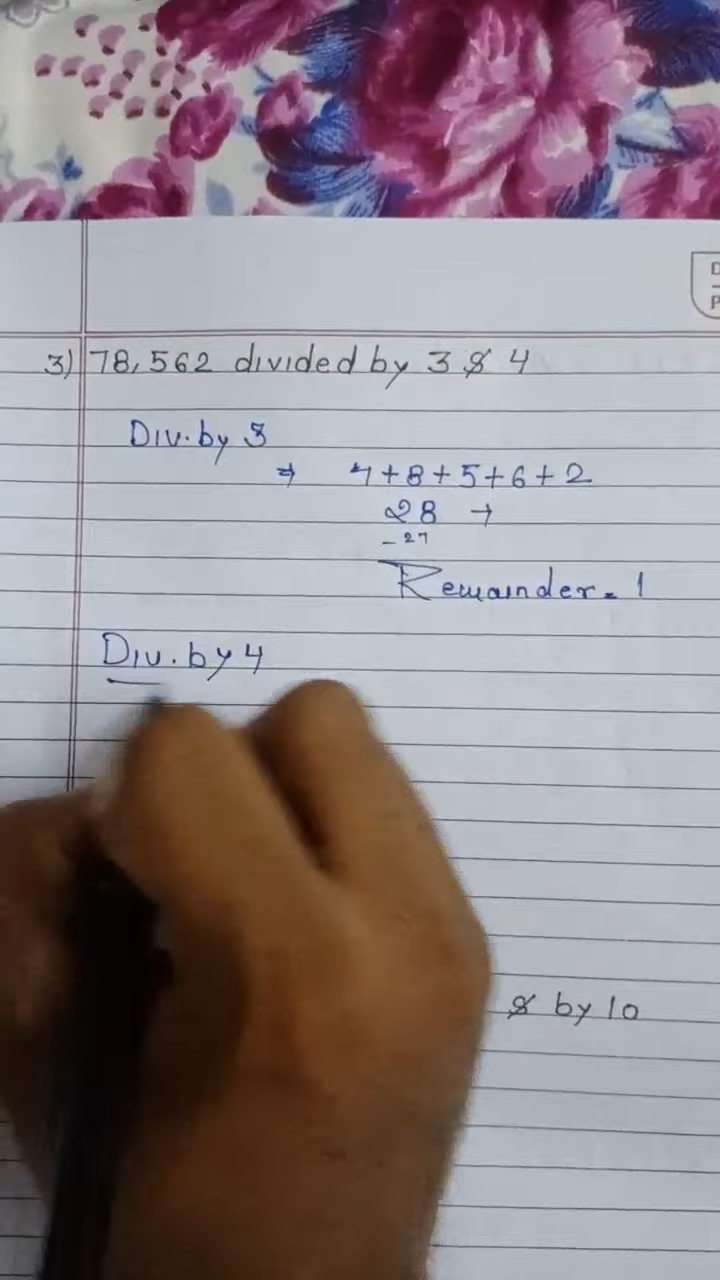 3) 78,562 divided by 3 & 4
Div. by 3
⇒ 7+8+5+6+2
28 →
- 27
Remainder = 1
Div. by 4
& by 10